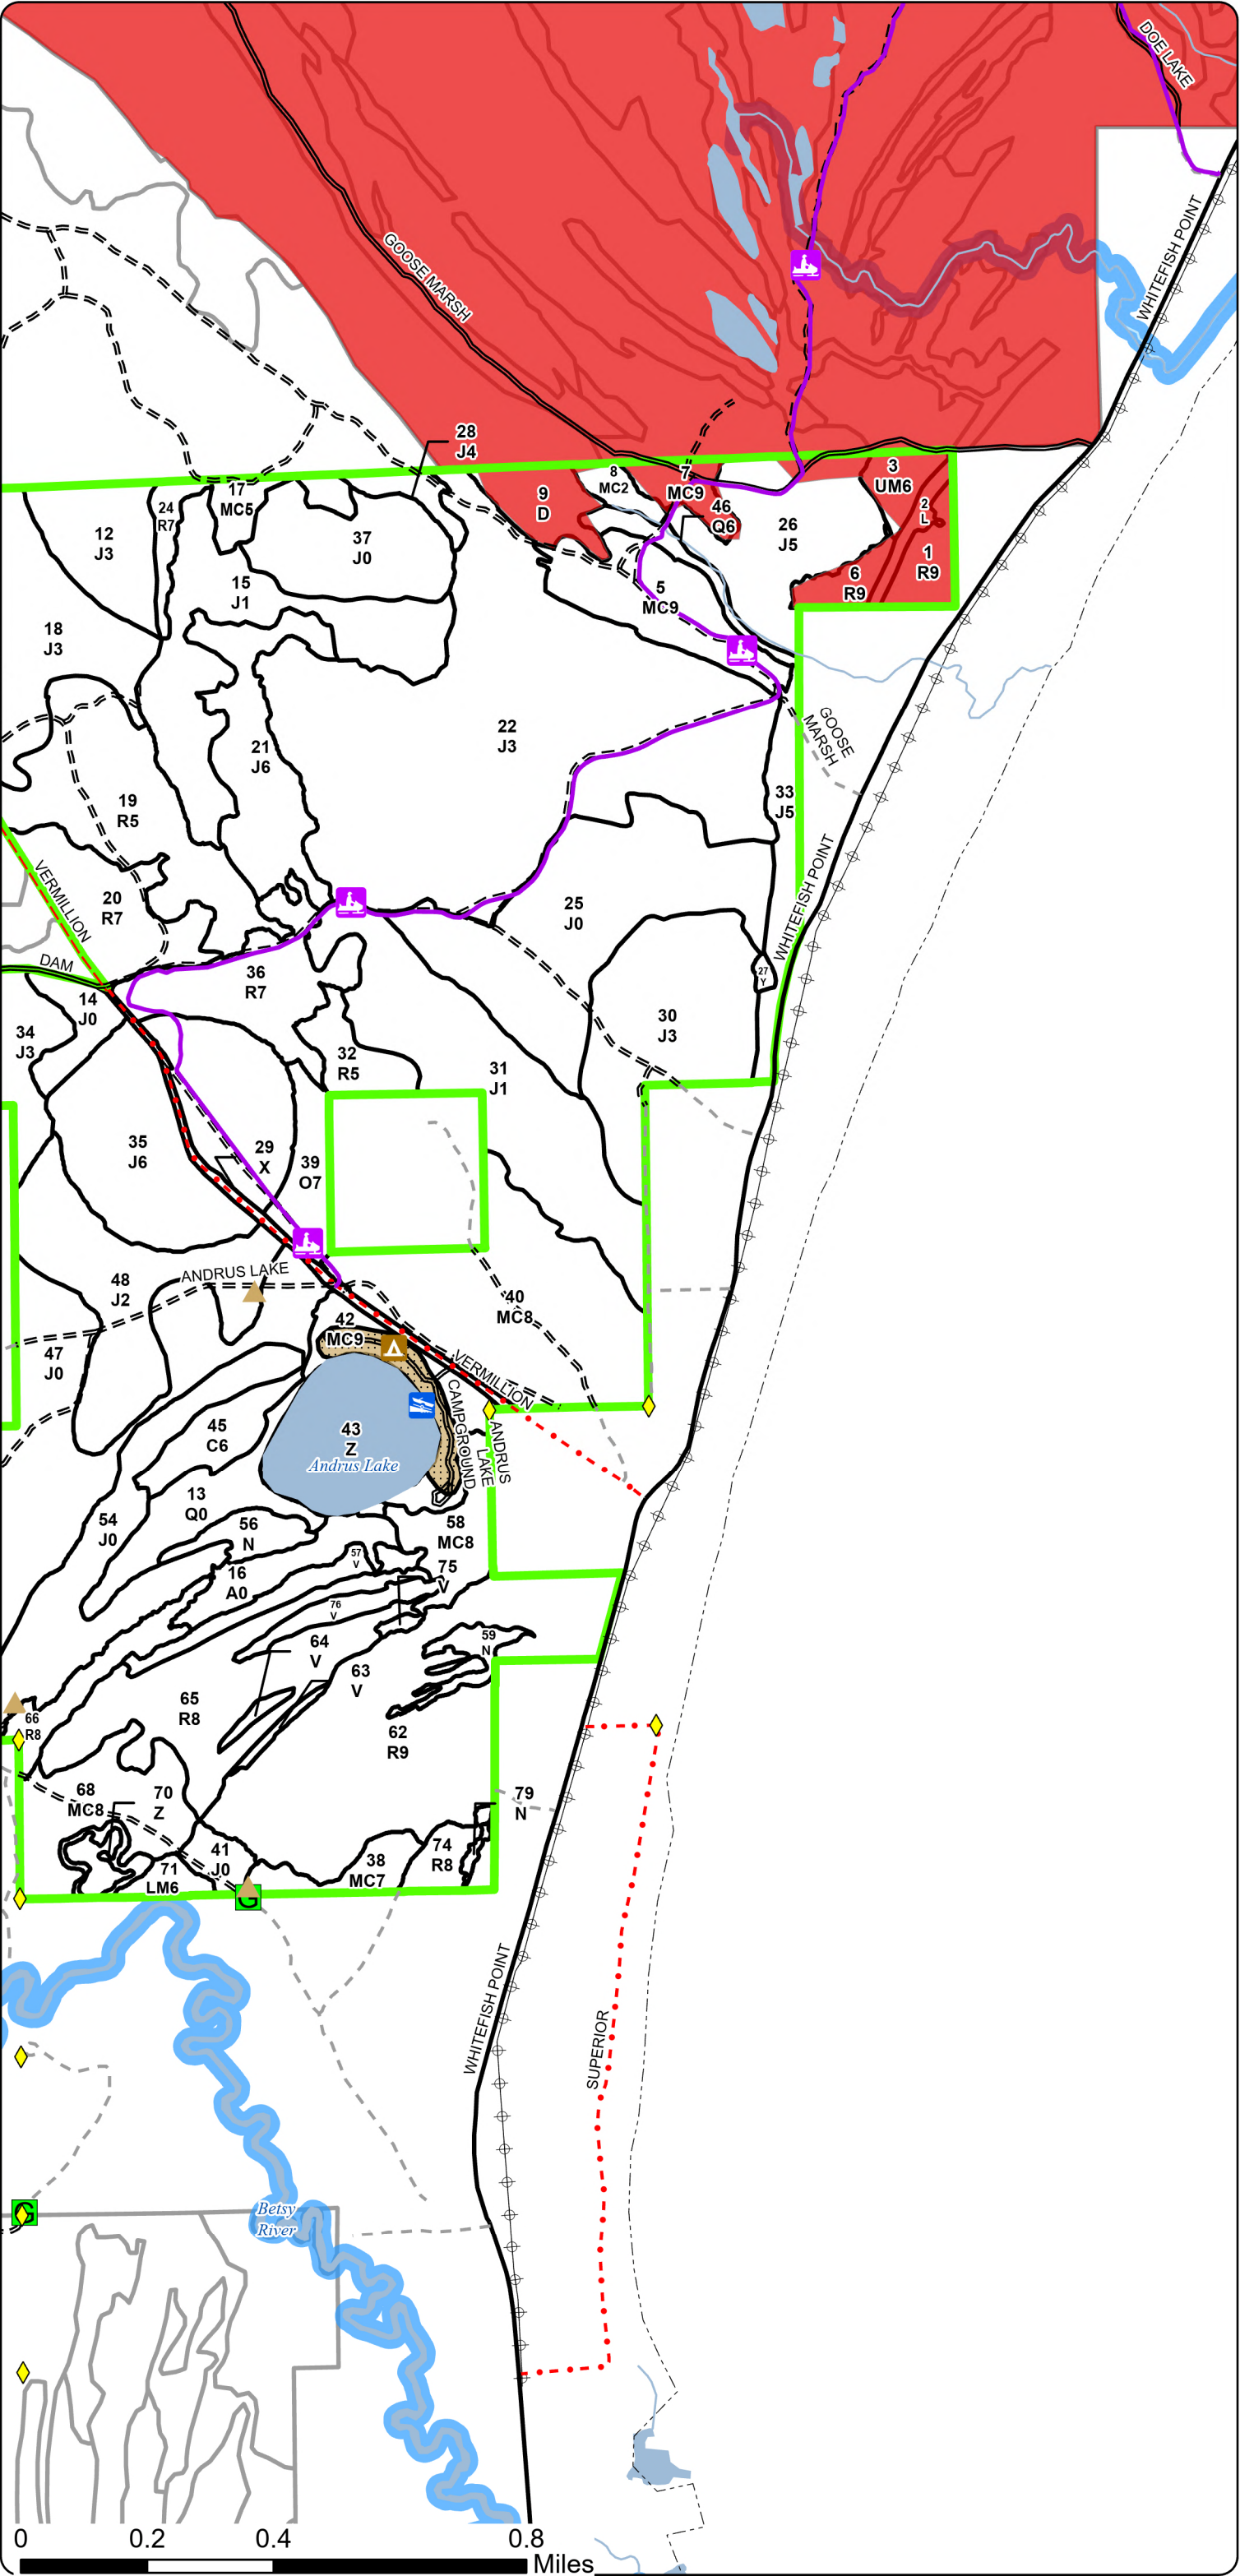 DOE LAKE
WHITEFISH POINT
GOOSE MARSH
28
J4
8
MC2
7
MC9
3
UM6
9
D
46
Q6
2
L
26
J5
1
R9
6
R9
24
R7
17
MC5
12
J3
37
J0
15
J1
5
MC9
18
J3
22
J3
GOOSE
MARSH
21
J6
33
J5
19
R5
WHITEFISH POINT
VERMILLION
20
R7
25
J0
DAM
36
R7
27
Y
14
J0
34
J3
30
J3
32
R5
31
J1
35
J6
29
X
39
O7
ANDRUS LAKE
48
J2
40
MC8
42
MC9
47
J0
VERMILLION
CAMPGROUND
ANDRUS
LAKE
45
C6
43
Z
Andrus Lake
13
Q0
54
J0
56
N
58
MC8
57
V
16
A0
75
V
76
V
59
N
64
V
63
V
65
R8
66
R8
62
R9
68
MC8
70
Z
79
N
41
J0
74
R8
38
MC7
71
LM6
G
WHITEFISH POINT
SUPERIOR
G
Betsy
River
0 0.2 0.4 0.8
Miles